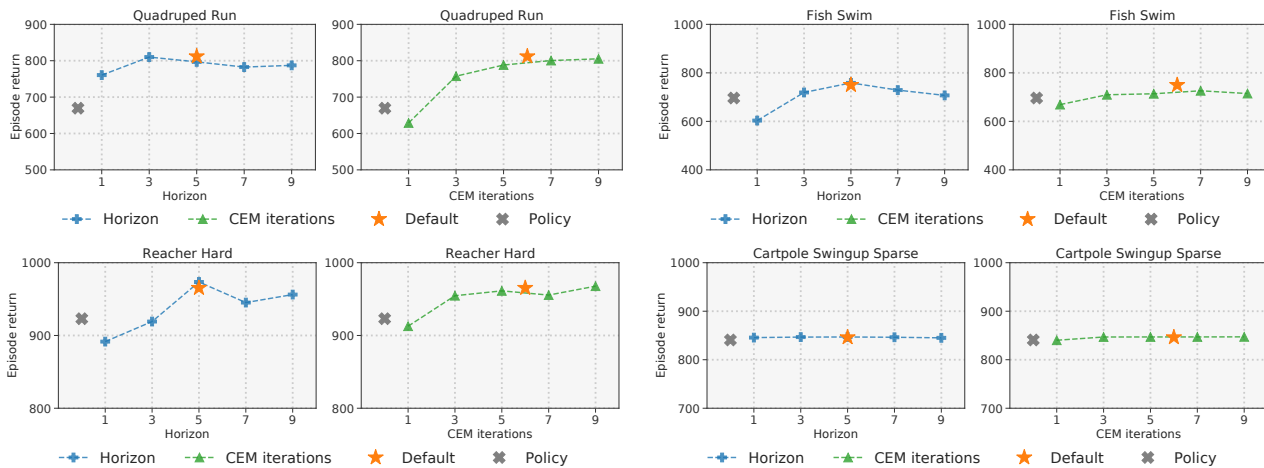 Quadruped Run
Quadruped Run
Fish Swim
Fish Swim
Episode return
900
800
700
600
500
1 3 5 7 9
Horizon
900
800
700
600
500
1 3 5 7 9
CEM iterations
Episode return
1000
800
600
400
1 3 5 7 9
Horizon
1000
800
600
400
1 3 5 7 9
CEM iterations
Horizon CEM iterations Default Policy
Horizon CEM iterations Default Policy
Reacher Hard
Reacher Hard
Cartpole Swingup Sparse
Cartpole Swingup Sparse
Episode return
1000
900
800
1 3 5 7 9
Horizon
1000
900
800
1 3 5 7 9
CEM iterations
Episode return
1000
900
800
700
1 3 5 7 9
Horizon
1000
900
800
700
1 3 5 7 9
CEM iterations
Horizon CEM iterations Default Policy
Horizon CEM iterations Default Policy